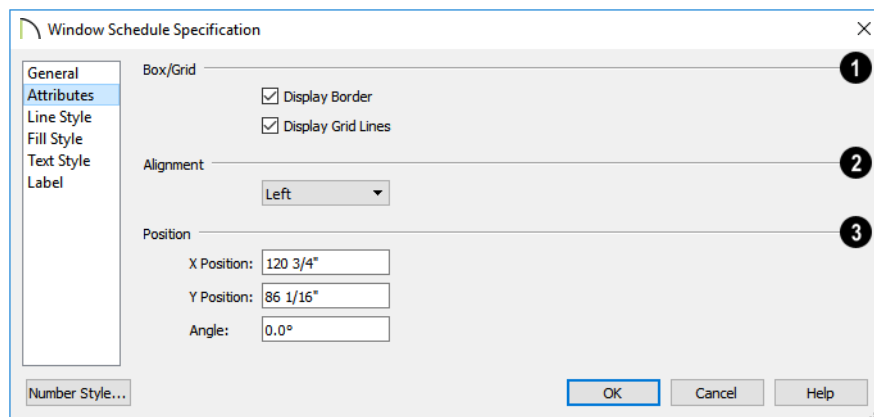 Window Schedule Specification
General
Attributes
Line Style
Fill Style
Text Style
Label
Box/Grid
1
Display Border
Display Grid Lines
Alignment
2
Left
Position
3
X Position: 120 3/4"
Y Position: 86 1/16"
Angle: 0.0°
Number Style...
OK
Cancel
Help